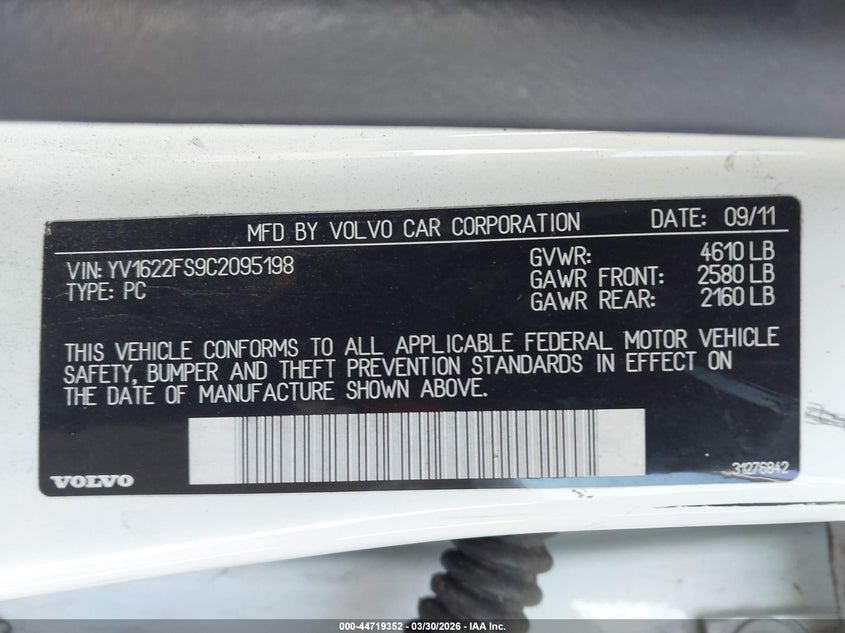 MFD BY VOLVO CAR CORPORATION DATE: 09/11
VIN: YV1622FS9C2095198 GVWR: 4610 LB
TYPE: PC GAWR FRONT: 2580 LB
GAWR REAR: 2160 LB
THIS VEHICLE CONFORMS TO ALL APPLICABLE FEDERAL MOTOR VEHICLE
SAFETY, BUMPER AND THEFT PREVENTION STANDARDS IN EFFECT ON
THE DATE OF MANUFACTURE SHOWN ABOVE.
VOLVO 31276842
000-44719352 | 03/30/2026 - IAA Inc.